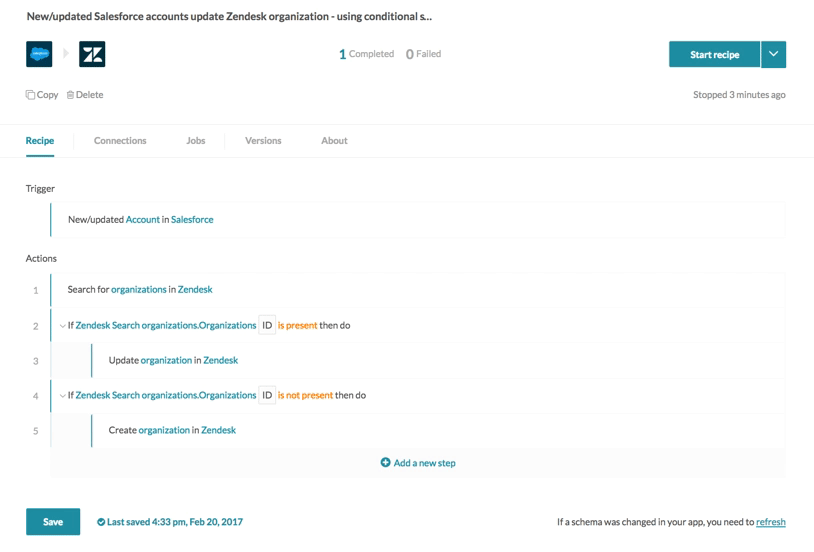 New/updated Salesforce accounts update Zendesk organization - using conditional s...
1 Completed 0 Failed
Start recipe
Copy Delete
Stopped 3 minutes ago
Recipe Connections Jobs Versions About
Trigger
New/updated Account in Salesforce
Actions
1 Search for organizations in Zendesk
2 If Zendesk Search organizations.Organizations ID is present then do
3 Update organization in Zendesk
4 If Zendesk Search organizations.Organizations ID is not present then do
5 Create organization in Zendesk
Add a new step
Save Last saved 4:33 pm, Feb 20, 2017 If a schema was changed in your app, you need to refresh